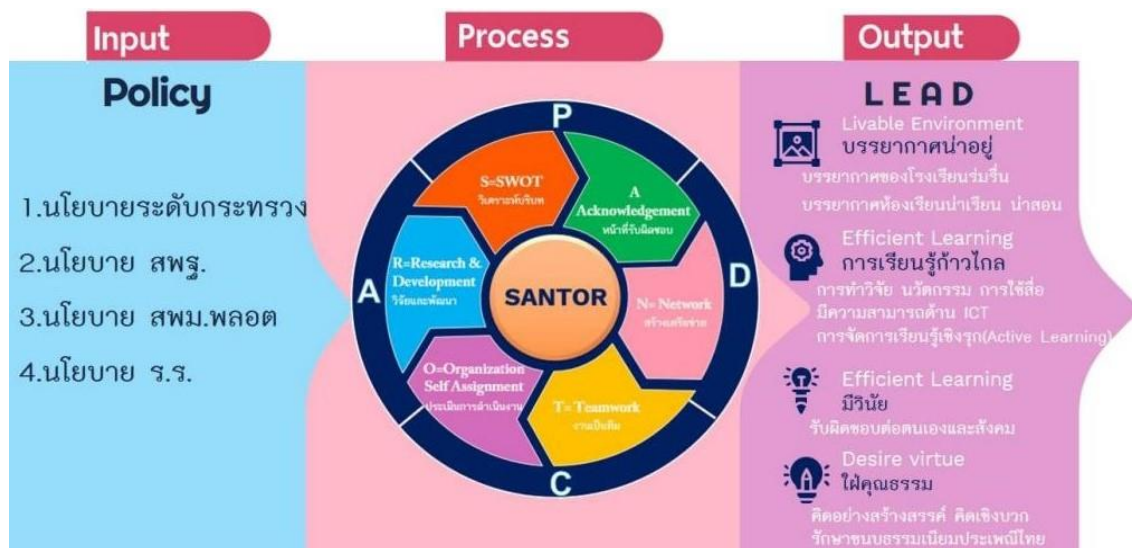 Input
Policy
1.นโยบายระดับกระทรวง
2.นโยบาย สพฐ.
3.นโยบาย สพม.พลอต
4.นโยบาย ร.ร.
Process
P
D
C
A
S=SWOT
วิเคราะห์บริบท
A
Acknowledgement
หน้าที่รับผิดชอบ
N= Network
สร้างเครือข่าย
T= Teamwork
งานเป็นทีม
O=Organization
Self Assignment
ประเมินการดำเนินงาน
R=Research &
Development
วิจัยและพัฒนา
SANTOR
Output
LEAD
Livable Environment
บรรยากาศน่าอยู่
บรรยากาศของโรงเรียนร่มรื่น
บรรยากาศห้องเรียนน่าเรียน น่าสอน
Efficient Learning
การเรียนรู้ก้าวไกล
การทำวิจัย นวัตกรรม การใช้สื่อ
มีความสามารถด้าน ICT
การจัดการเรียนรู้เชิงรุก(Active Learning)
Efficient Learning
มีวินัย
รับผิดชอบต่อตนเองและสังคม
Desire virtue
ใฝ่คุณธรรม
คิดอย่างสร้างสรรค์ คิดเชิงบวก
รักษาขนบธรรมเนียมประเพณีไทย